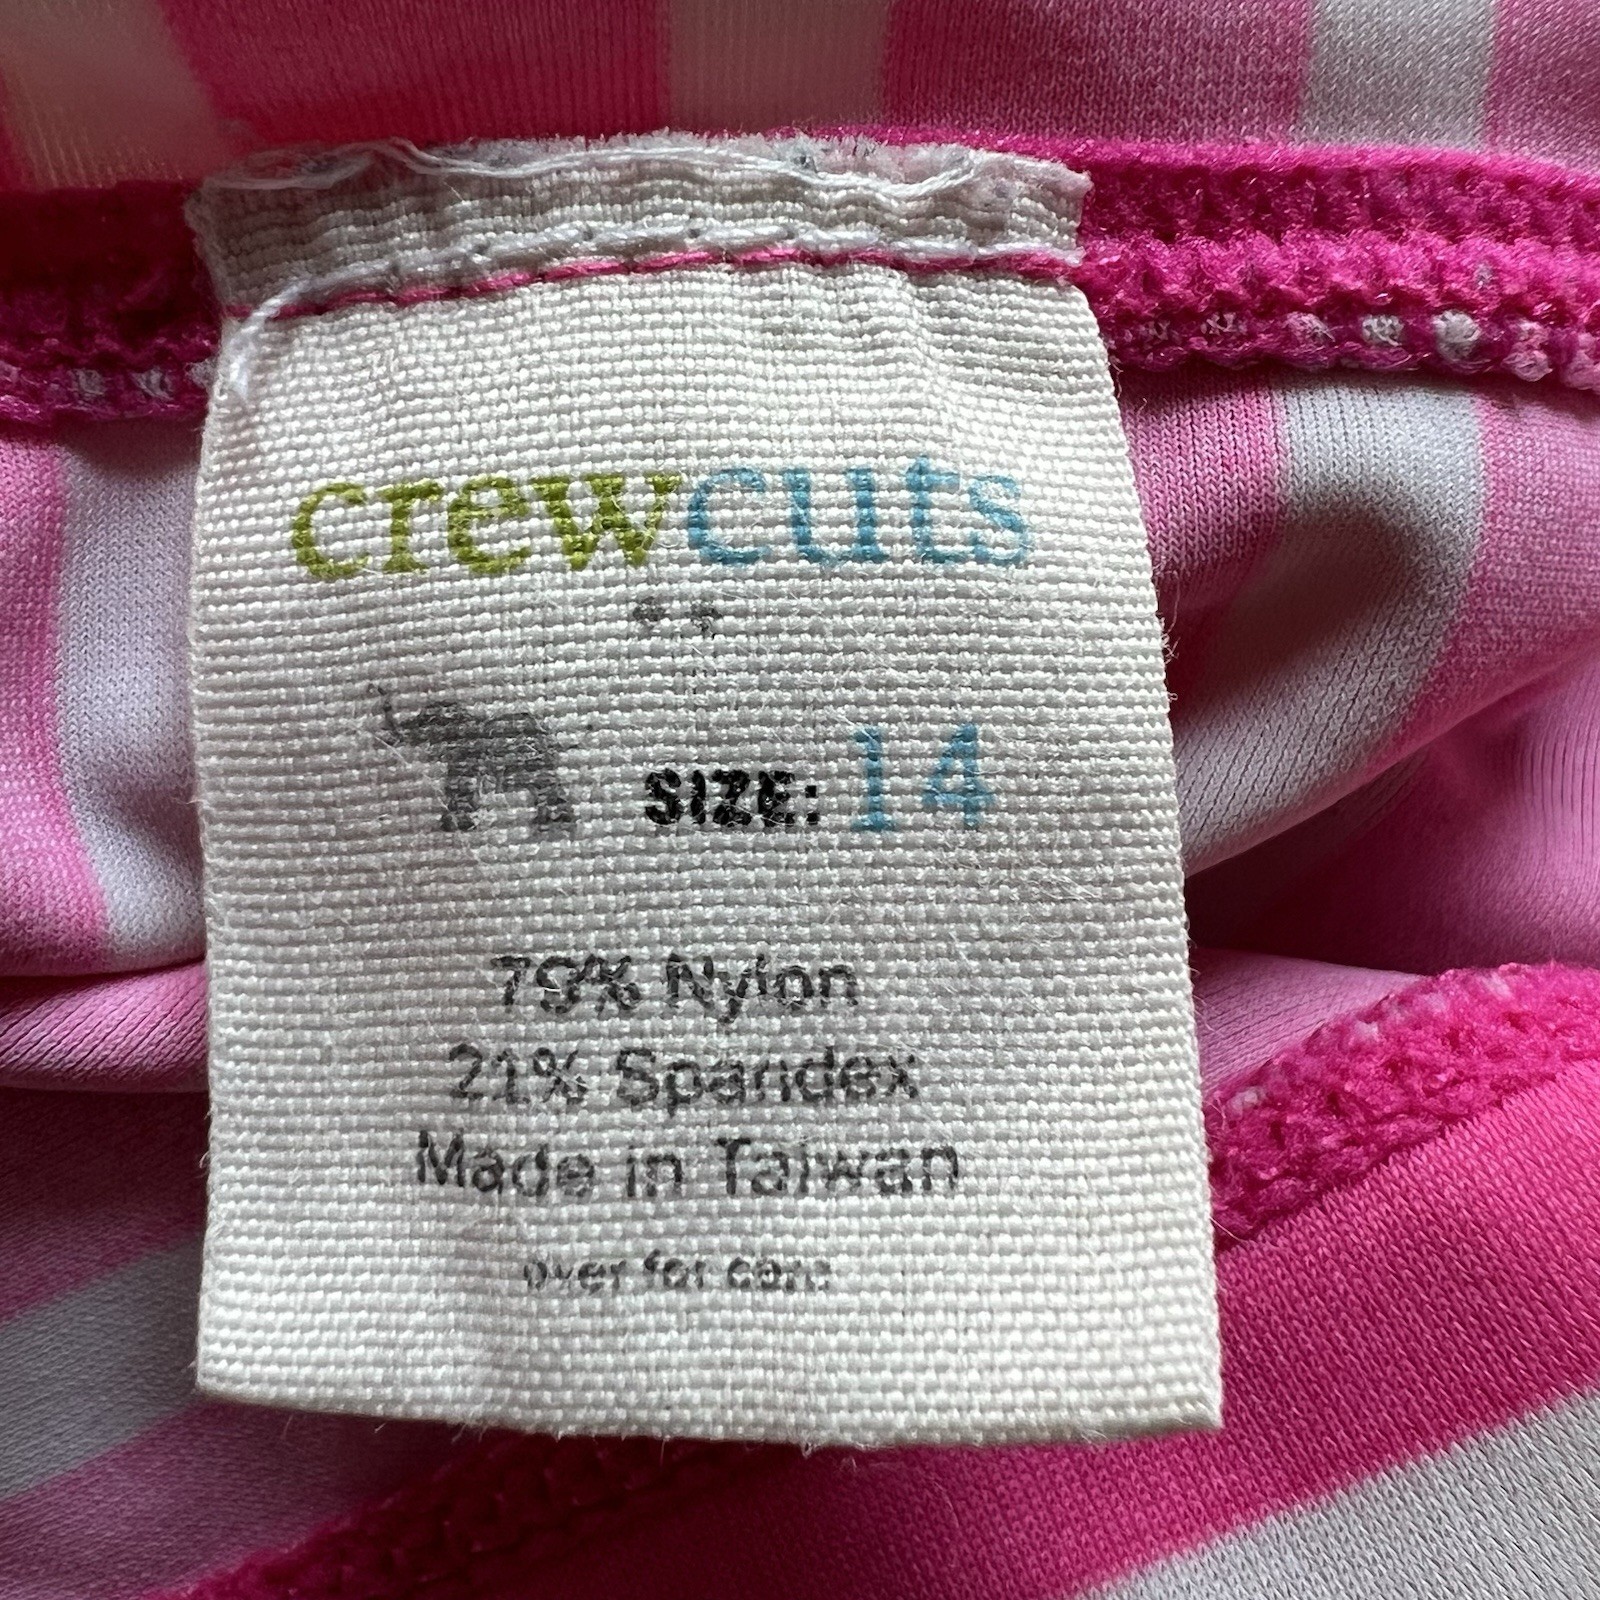 crewcuts
SIZE: 14
79% Nylon
21% Spandex
Made in Taiwan
over for care